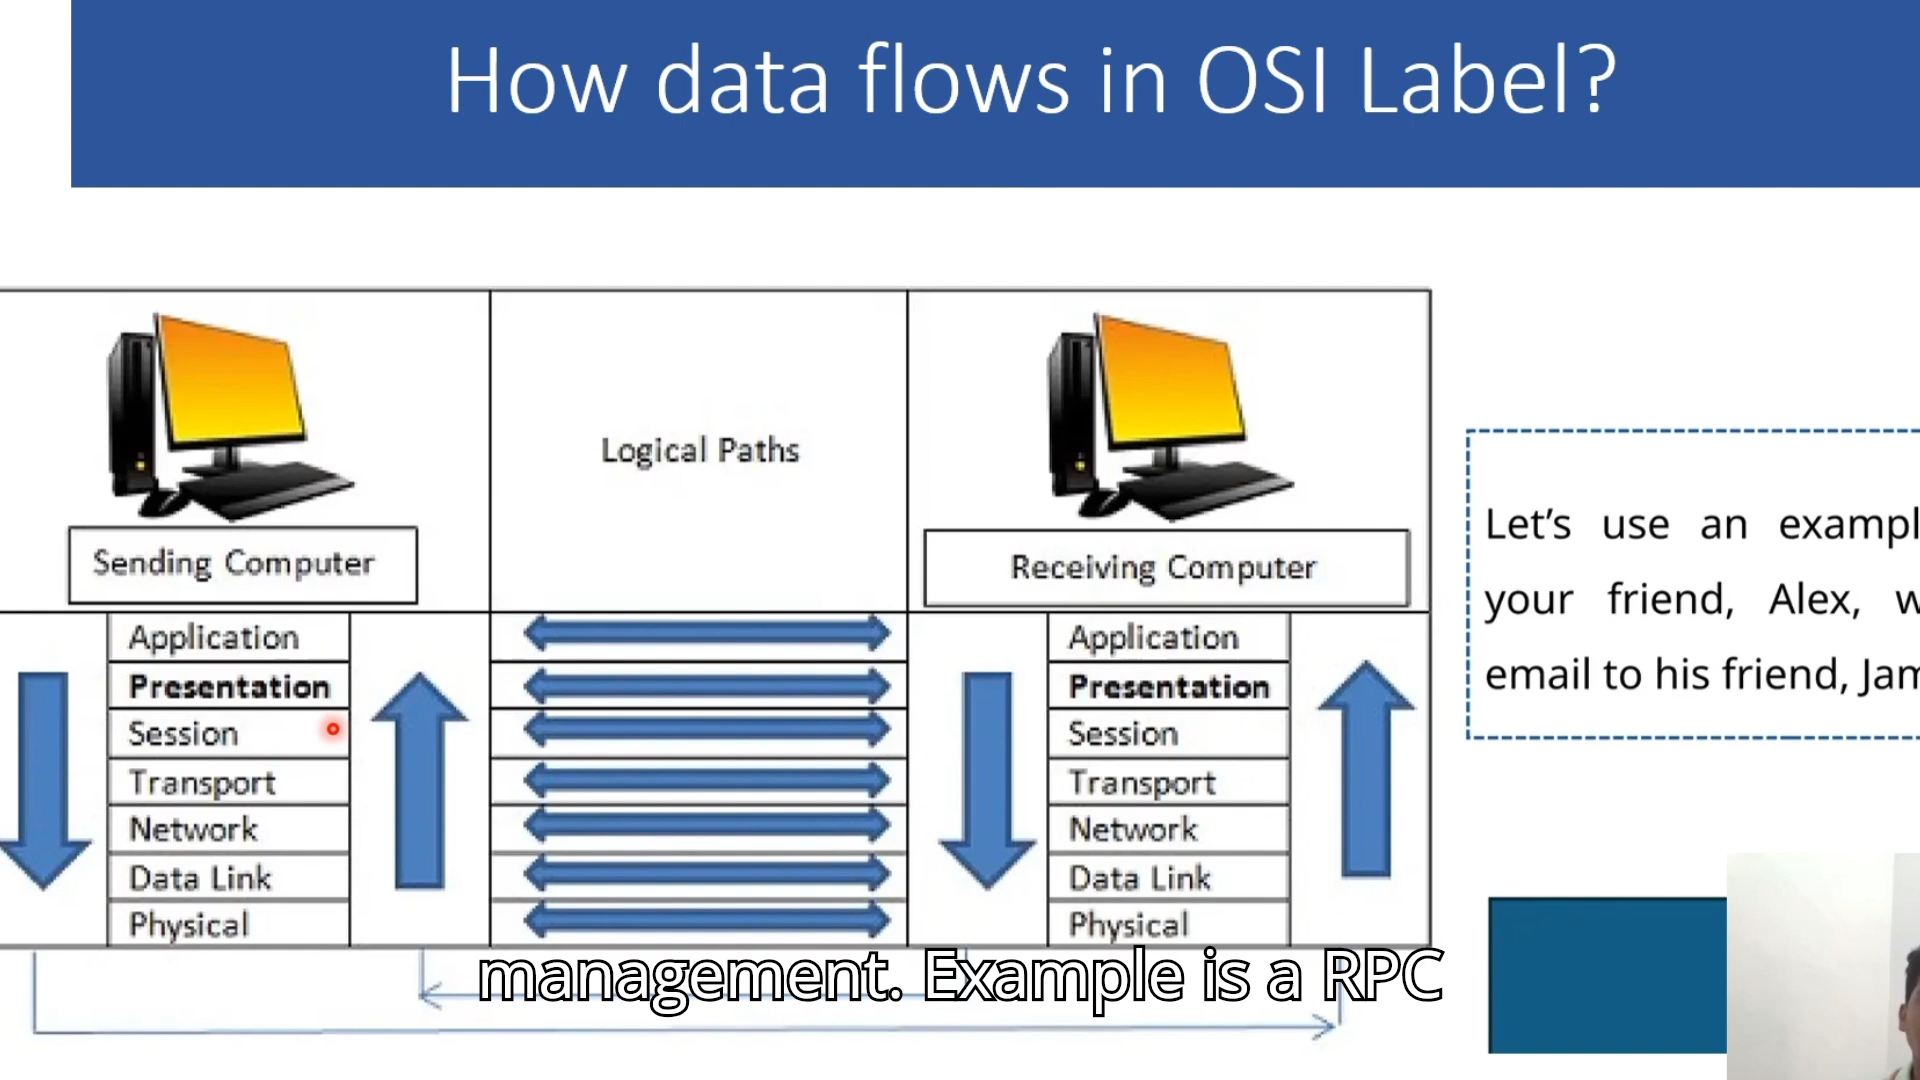 How data flows in OSI Label?
Logical Paths
Sending Computer
Receiving Computer
Application
Presentation
Session
Transport
Network
Data Link
Physical
Application
Presentation
Session
Transport
Network
Data Link
Physical
Let’s use an exampl
your friend, Alex, w
email to his friend, Jam
management. Example is a RPC